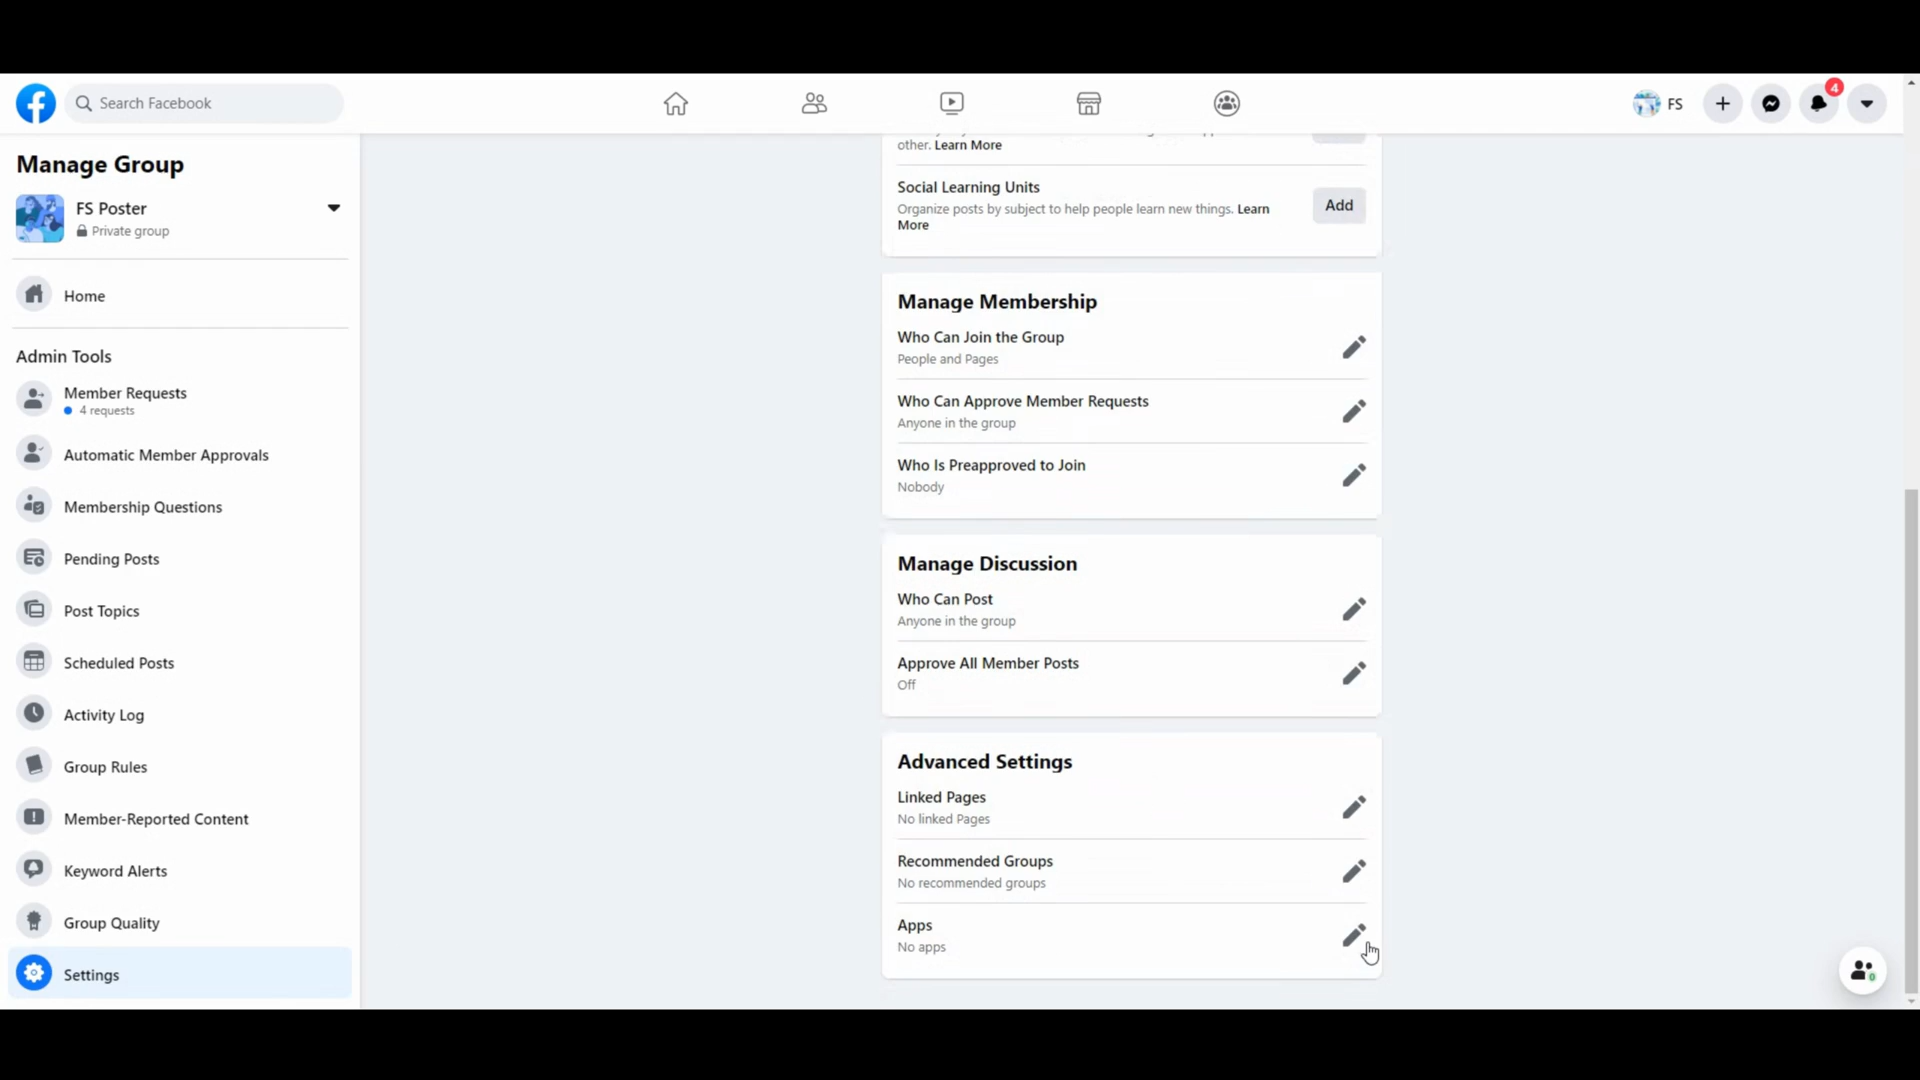 Search Facebook
FS
4
Manage Group
FS Poster
Private group
Home
Admin Tools
Member Requests
4 requests
Automatic Member Approvals
Membership Questions
Pending Posts
Post Topics
Scheduled Posts
Activity Log
Group Rules
Member-Reported Content
Keyword Alerts
Group Quality
Settings
other. Learn More
Social Learning Units
Organize posts by subject to help people learn new things. Learn
More
Add
Manage Membership
Who Can Join the Group
People and Pages
Who Can Approve Member Requests
Anyone in the group
Who Is Preapproved to Join
Nobody
Manage Discussion
Who Can Post
Anyone in the group
Approve All Member Posts
Off
Advanced Settings
Linked Pages
No linked Pages
Recommended Groups
No recommended groups
Apps
No apps